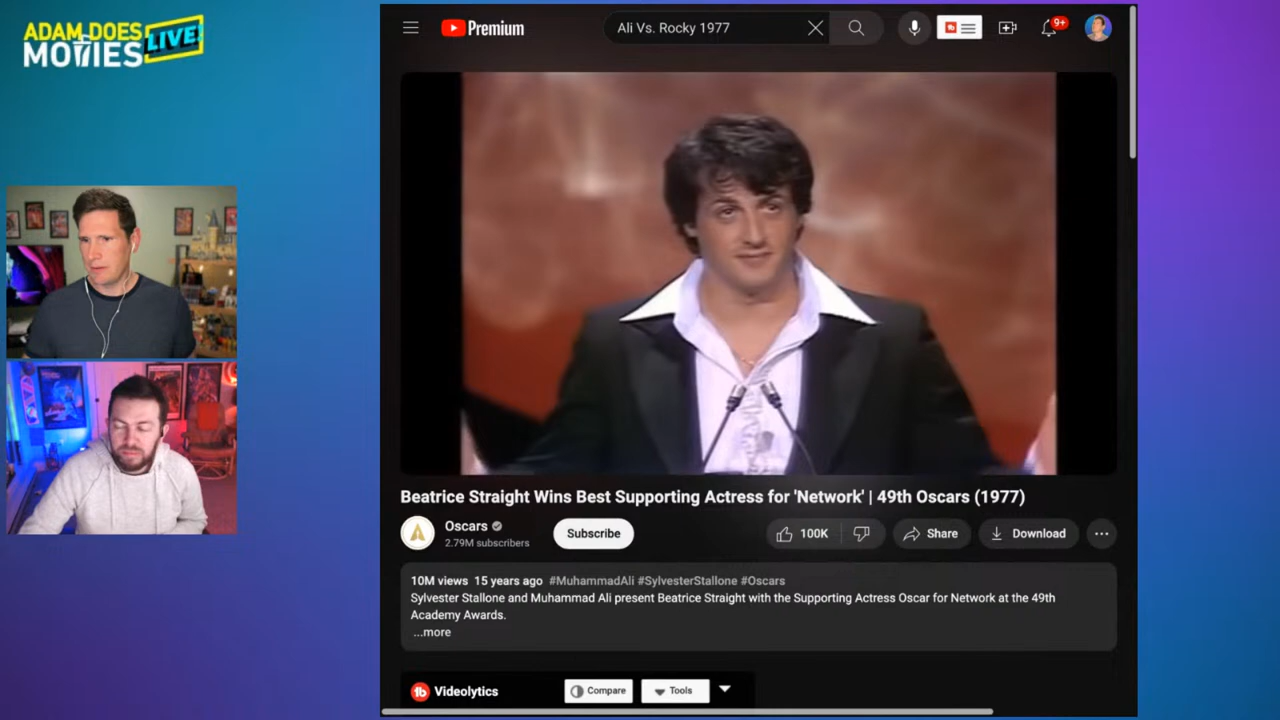 ADAM DOES
MOVIES LIVE!
Premium
Ali Vs. Rocky 1977
9+
Beatrice Straight Wins Best Supporting Actress for 'Network' | 49th Oscars (1977)
Oscars
2.79M subscribers
Subscribe
100K
Share
Download
10M views 15 years ago #MuhammadAli #SylvesterStallone #Oscars
Sylvester Stallone and Muhammad Ali present Beatrice Straight with the Supporting Actress Oscar for Network at the 49th
Academy Awards.
...more
tb Videolytics
Compare
Tools